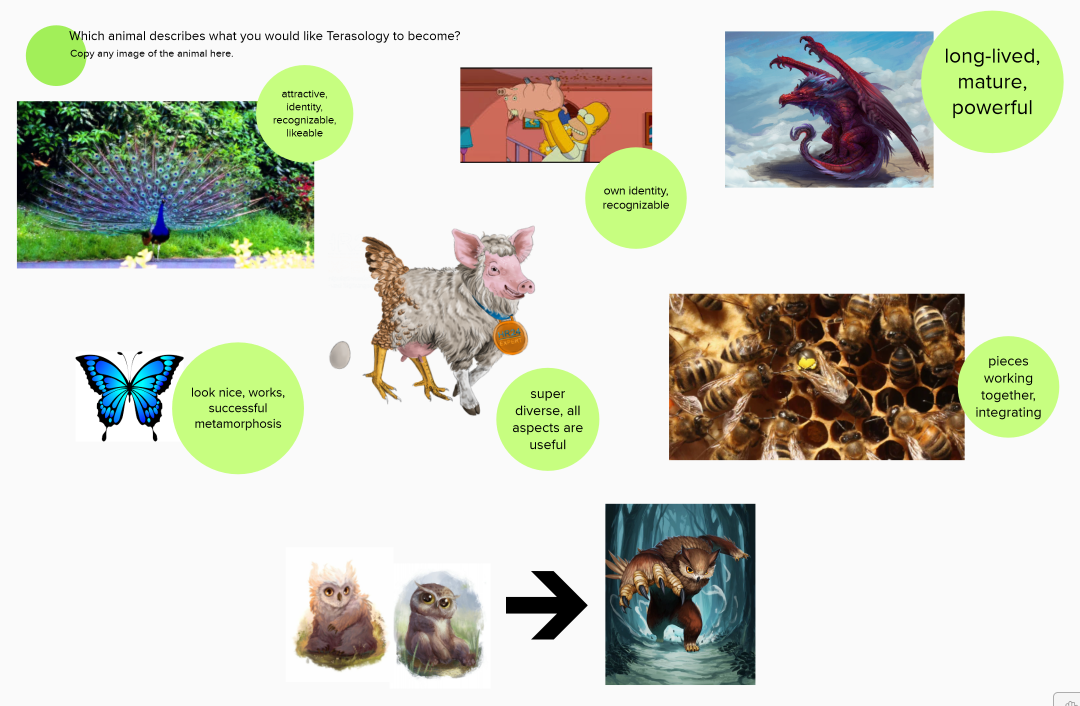 Which animal describes what you would like Terasology to become?
Copy any image of the animal here.
attractive,
identity,
recognizable,
likeable
own identity,
recognizable
long-lived,
mature,
powerful
look nice, works,
successful
metamorphosis
super
diverse, all
aspects are
useful
pieces
working
together,
integrating